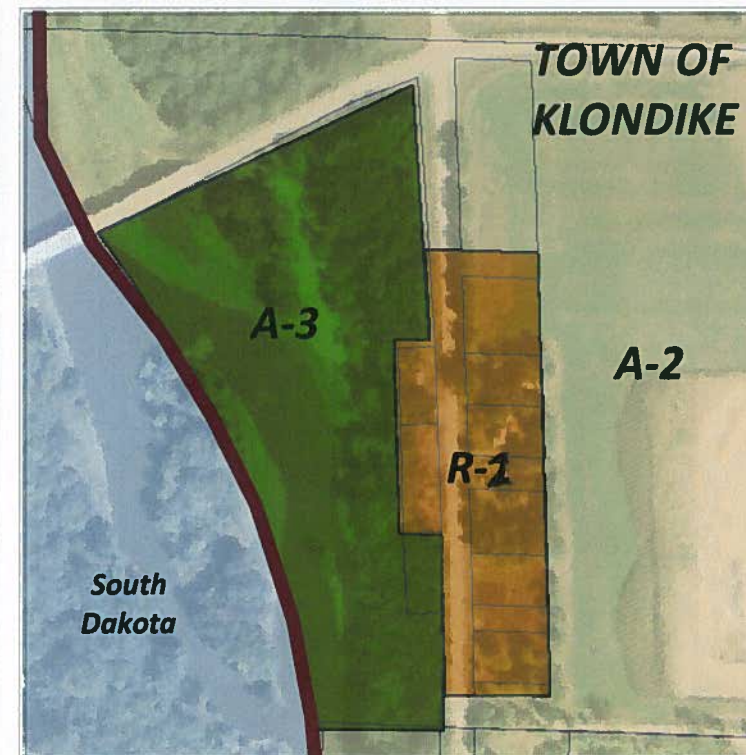 TOWN OF
KLONDIKE
A-3
A-2
R-1
South
Dakota